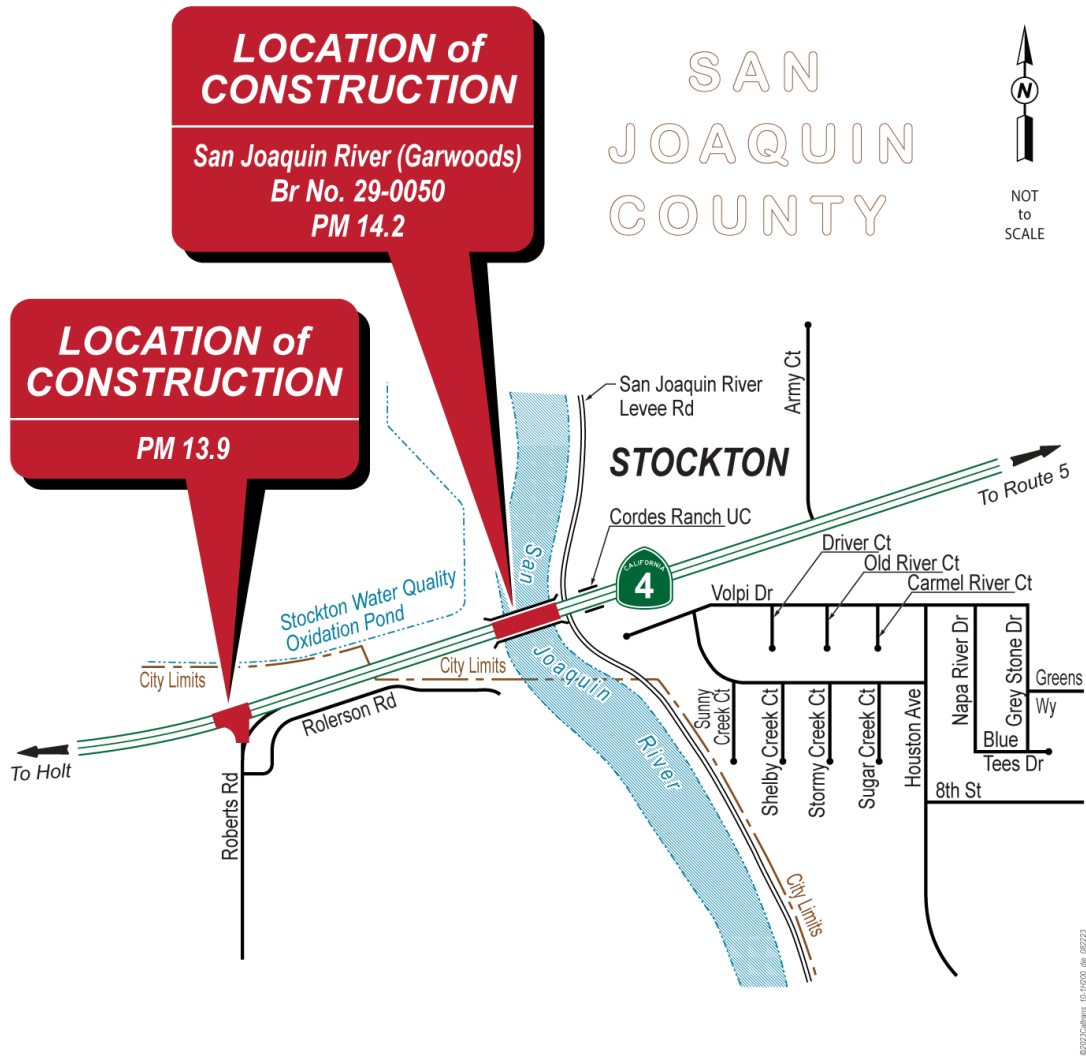 LOCATION of
CONSTRUCTION
San Joaquin River (Garwoods)
Br No. 29-0050
PM 14.2
SAN
JOAQUIN
COUNTY
N
NOT
to
SCALE
LOCATION of
CONSTRUCTION
PM 13.9
San Joaquin River
Levee Rd
Army Ct
STOCKTON
To Route 5
Cordes Ranch UC
CALIFORNIA
4
Driver Ct
Old River Ct
Carmel River Ct
Volpi Dr
Stockton Water Quality
Oxidation Pond
City Limits
City Limits
San
Joaquin
River
Rolerson Rd
To Holt
Roberts Rd
Sunny
Creek Ct
Shelby Creek Ct
Stormy Creek Ct
Sugar Creek Ct
Houston Ave
Napa River Dr
Grey Stone Dr
Greens
Wy
Blue
Tees Dr
8th St
City Limits
©2023Caltrans_10-1H200_die_082223